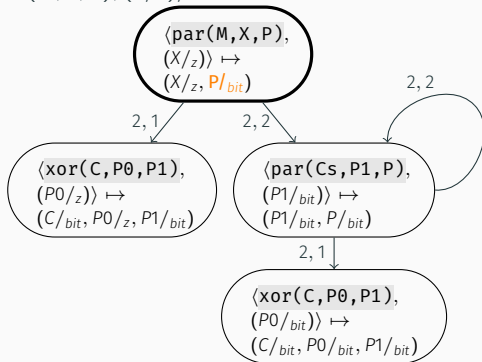 ⟨par(M,X,P),
(X/z)⟩ ↦
(X/z, P/bit)
2, 1
2, 2
2, 2
⟨xor(C,P0,P1),
(P0/z)⟩ ↦
(C/bit, P0/z, P1/bit)
⟨par(Cs,P1,P),
(P1/bit)⟩ ↦
(P1/bit, P/bit)
2, 1
⟨xor(C,P0,P1),
(P0/bit)⟩ ↦
(C/bit, P0/bit, P1/bit)